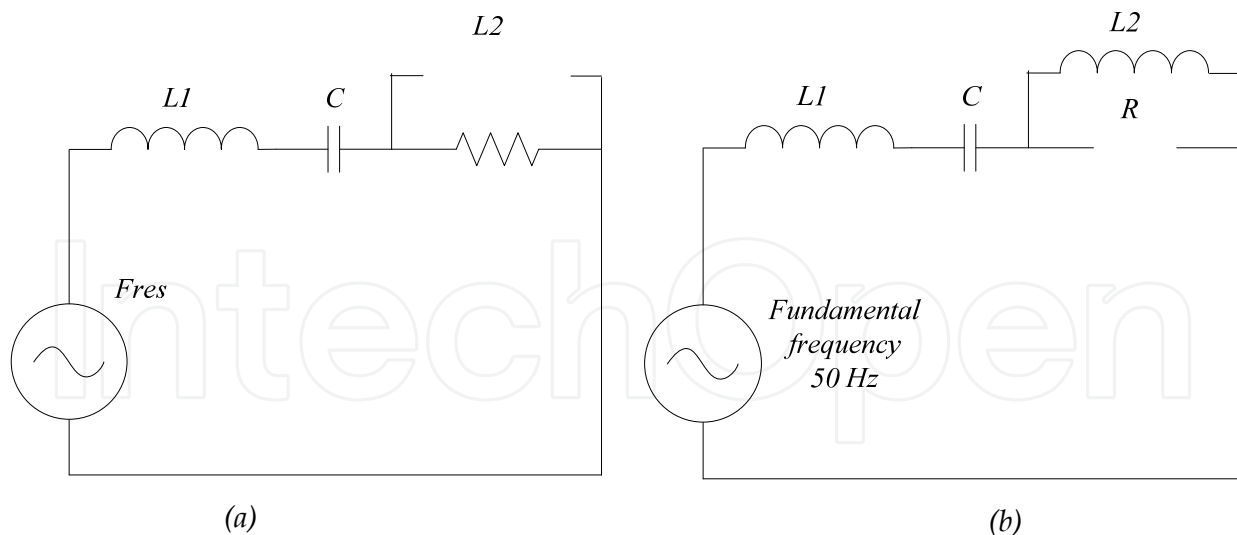 L2
L1
C
Fres
(a)
L2
L1
C
R
Fundamental
frequency
50 Hz
(b)
IntechOpen